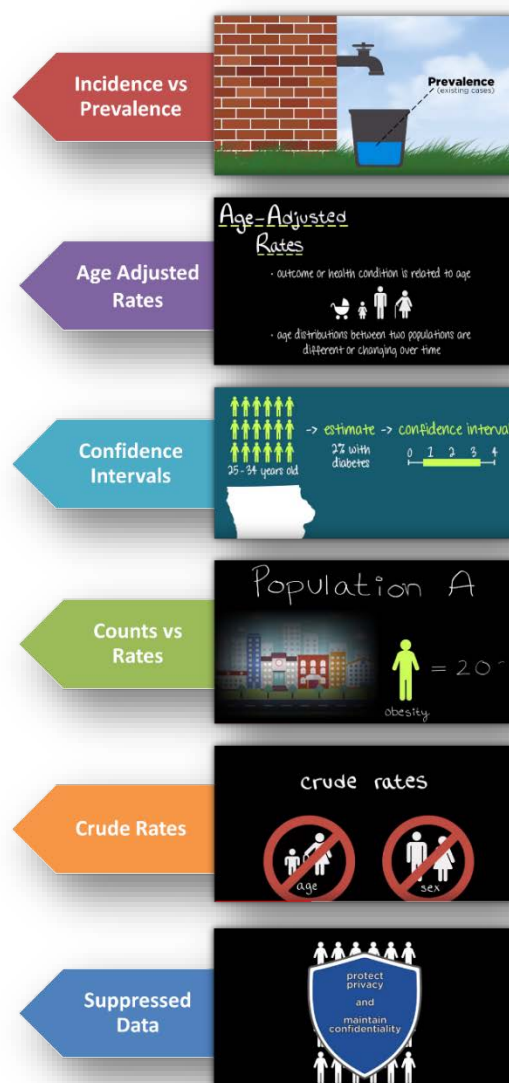 Incidence vs
Prevalence
Prevalence
(existing cases)
Age Adjusted
Rates
Age-Adjusted
Rates
• outcome or health condition is related to age
• age distributions between two populations are
different or changing over time
Confidence
Intervals
25-34 years old
-> estimate -> confidence interval
2% with
diabetes
0 1 2 3 4
Counts vs
Rates
Population A
= 20
obesity
Crude Rates
crude rates
age
sex
Suppressed
Data
protect
privacy
and
maintain
confidentiality